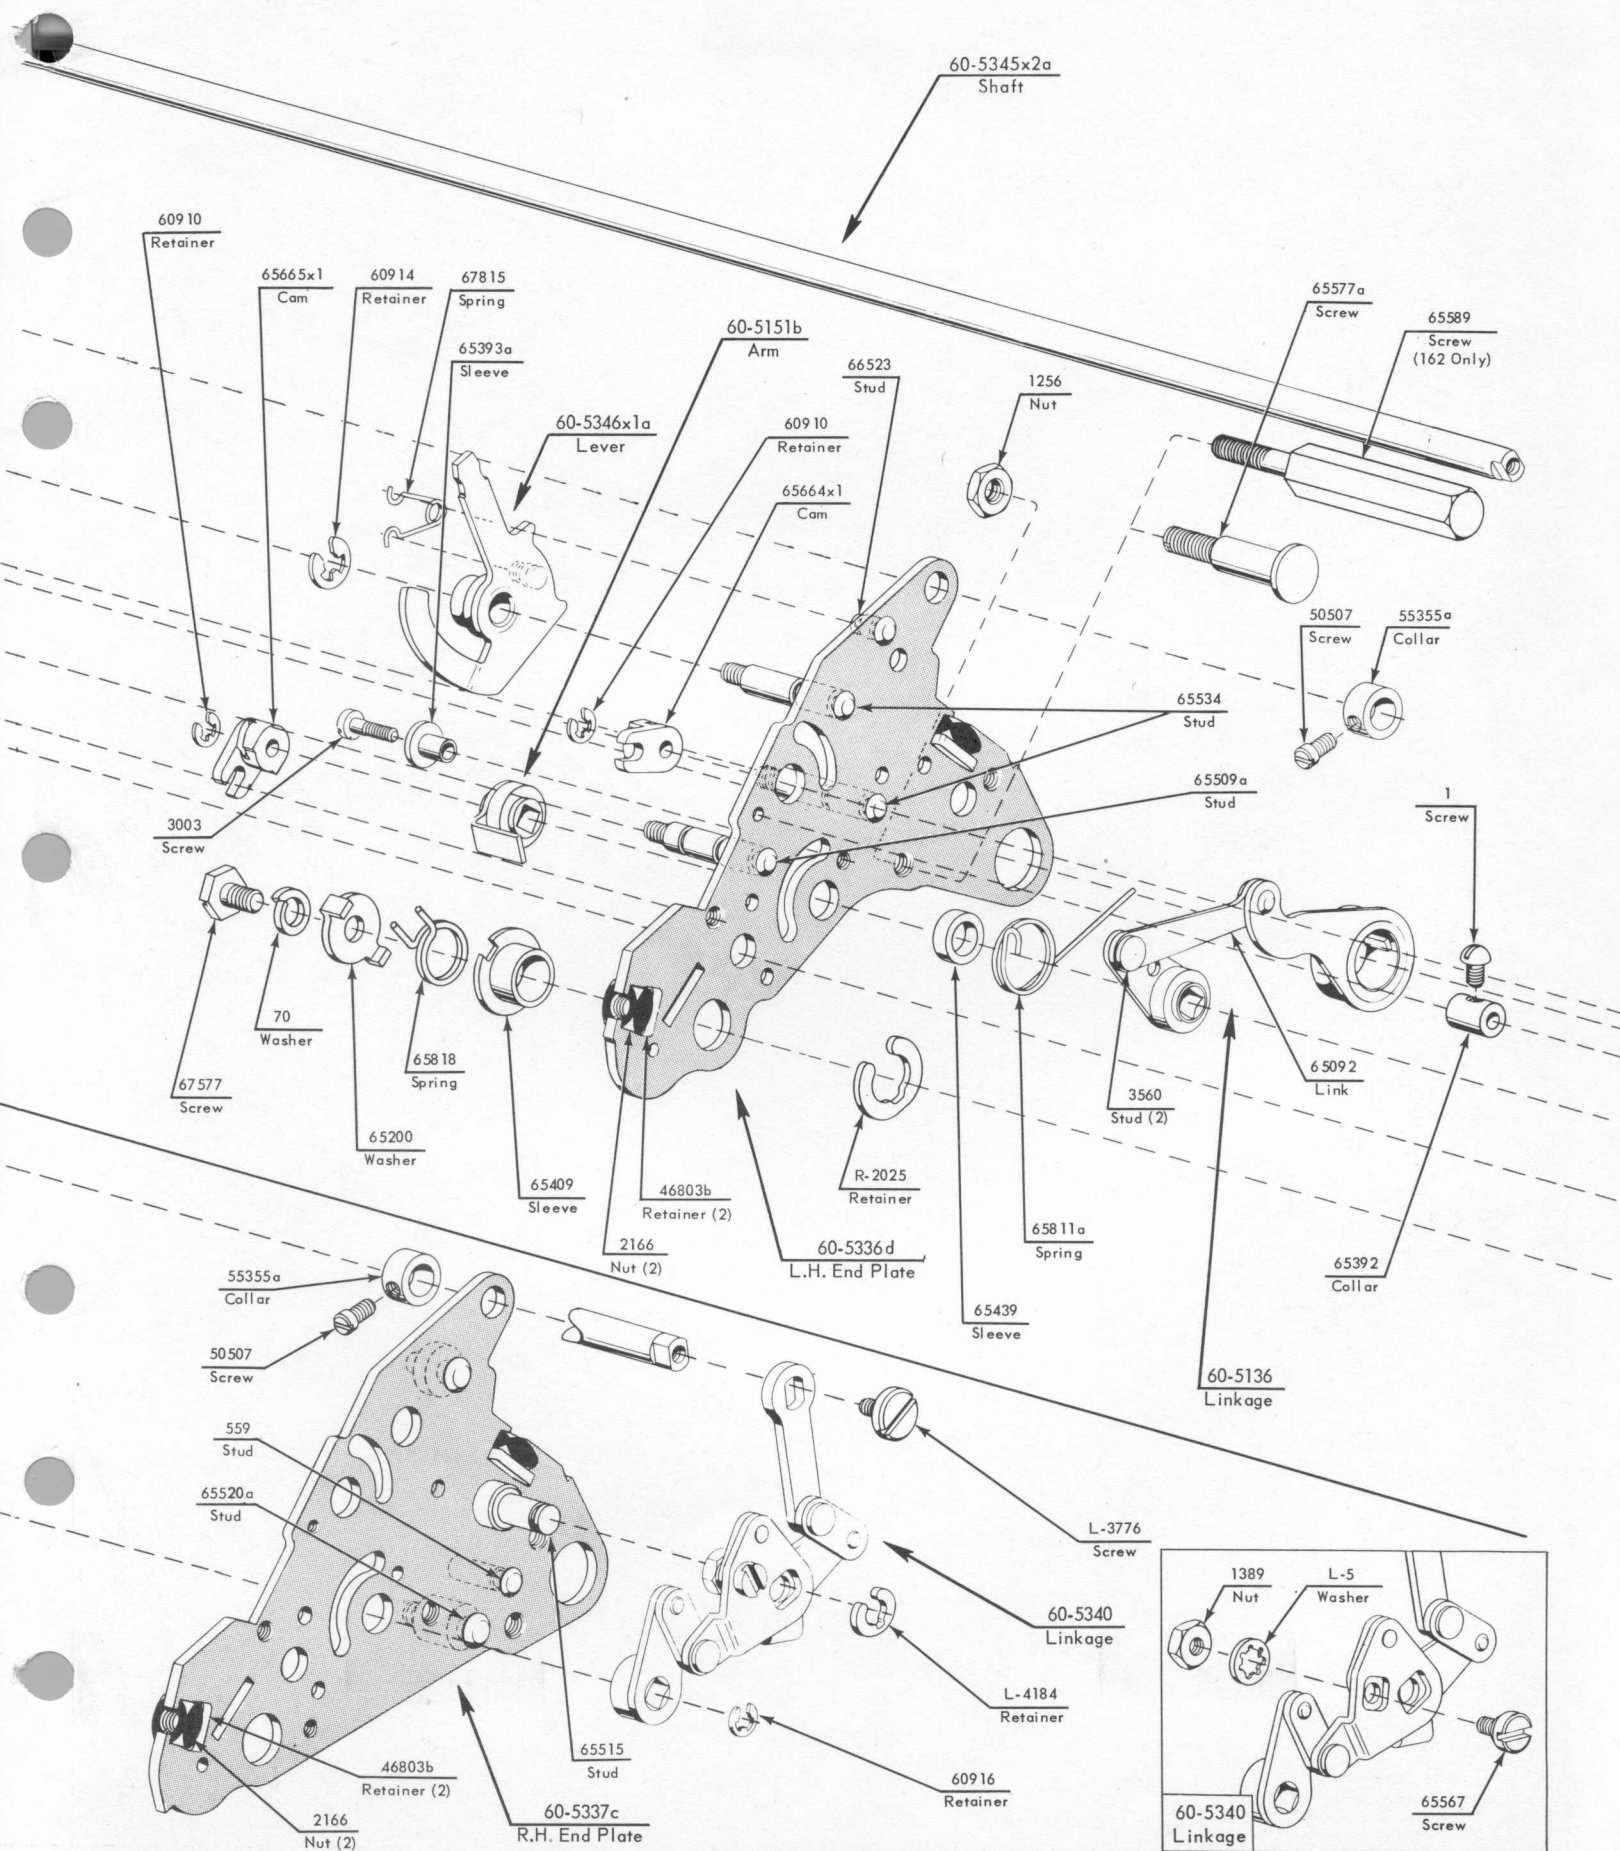 60-5345x2a
Shaft
60910
Retainer
65665x1
Cam
60914
Retainer
67815
Spring
65393a
Sleeve
60-5151b
Arm
60-5346x1a
Lever
60910
Retainer
65664x1
Cam
66523
Stud
1256
Nut
65577a
Screw
65589
Screw
(162 Only)
50507
Screw
55355a
Collar
65534
Stud
65509a
Stud
1
Screw
3003
Screw
70
Washer
67577
Screw
65818
Spring
65200
Washer
65409
Sleeve
46803b
Retainer (2)
2166
Nut (2)
60-5336d
L.H. End Plate
R-2025
Retainer
65811a
Spring
65439
Sleeve
3560
Stud (2)
65092
Link
65392
Collar
60-5136
Linkage
55355a
Collar
50507
Screw
559
Stud
65520a
Stud
L-3776
Screw
60-5340
Linkage
L-4184
Retainer
60916
Retainer
65515
Stud
46803b
Retainer (2)
2166
Nut (2)
60-5337c
R.H. End Plate
1389
Nut
L-5
Washer
65567
Screw
60-5340
Linkage